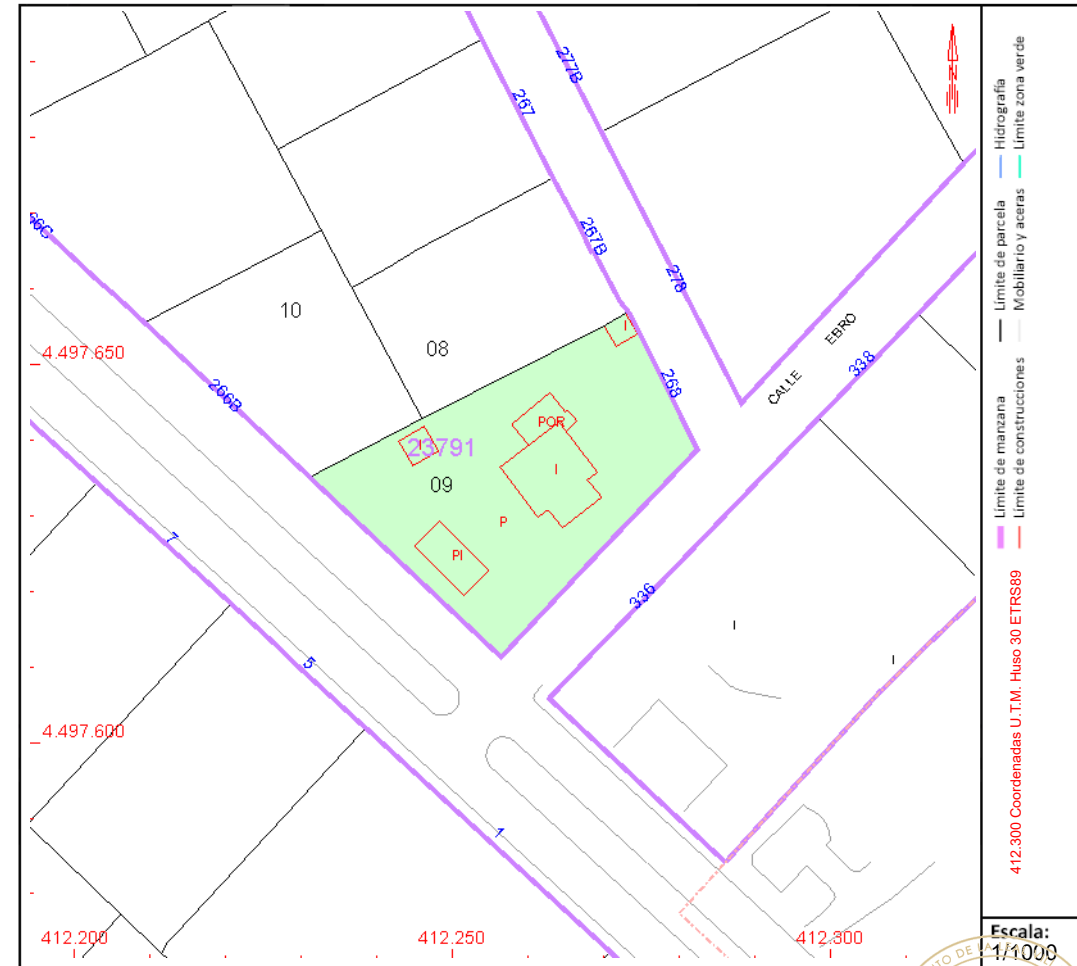 277B
267
267B
278
66C
10
08
I
EBRO
CALLE
338
4.497.650
266B
268
POR
I
23791
09
I
P
PI
7
336
I
I
5
4.497.600
1
412.200
412.250
412.300
N
Hidrografía
Límite zona verde
Límite de parcela
Mobiliario y aceras
Límite de manzana
Límite de construcciones
412.300 Coordenadas U.T.M. Huso 30 ETRS89
Escala:
1/1000